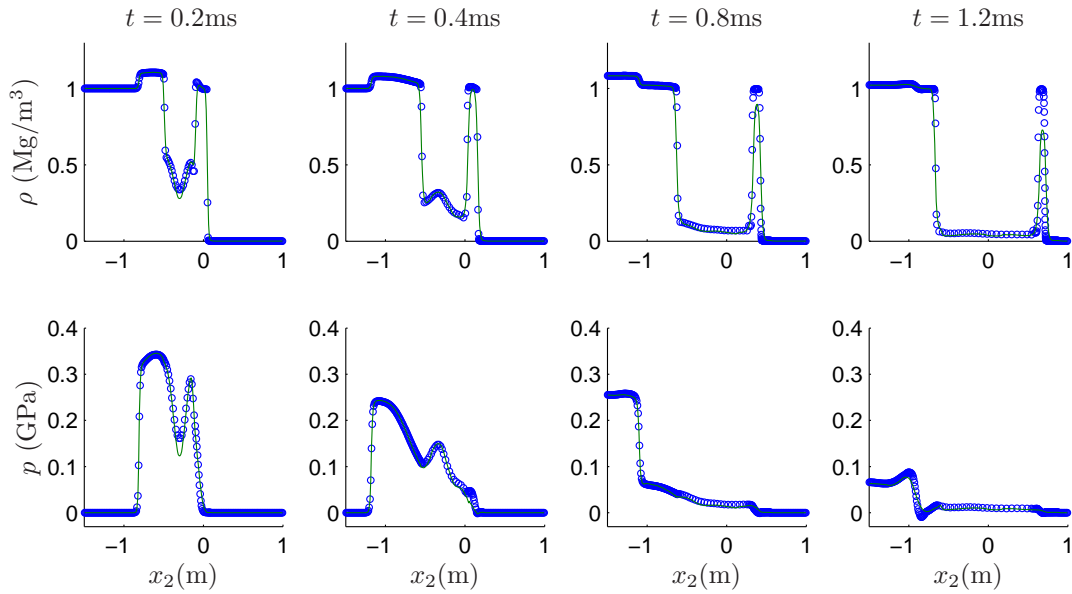 t = 0.2ms t = 0.4ms t = 0.8ms t = 1.2ms
ρ (Mg/m³)
1 1 1 1
0.5 0.5 0.5 0.5
0 0 0 0
−1 0 1 −1 0 1 −1 0 1 −1 0 1
p (GPa)
0.4 0.4 0.4 0.4
0.3 0.3 0.3 0.3
0.2 0.2 0.2 0.2
0.1 0.1 0.1 0.1
0 0 0 0
−1 0 1 −1 0 1 −1 0 1 −1 0 1
x₂(m) x₂(m) x₂(m) x₂(m)